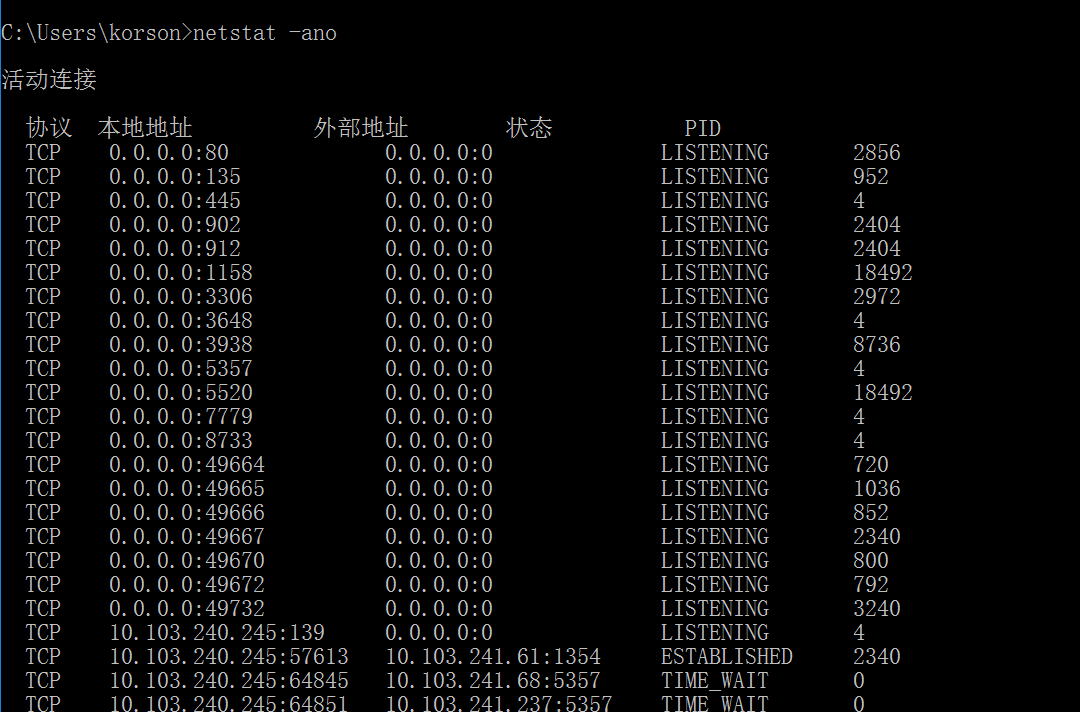 C:\Users\korson>netstat -ano
活动连接
协议 本地地址 外部地址 状态 PID
TCP 0.0.0.0:80 0.0.0.0:0 LISTENING 2856
TCP 0.0.0.0:135 0.0.0.0:0 LISTENING 952
TCP 0.0.0.0:445 0.0.0.0:0 LISTENING 4
TCP 0.0.0.0:902 0.0.0.0:0 LISTENING 2404
TCP 0.0.0.0:912 0.0.0.0:0 LISTENING 2404
TCP 0.0.0.0:1158 0.0.0.0:0 LISTENING 18492
TCP 0.0.0.0:3306 0.0.0.0:0 LISTENING 2972
TCP 0.0.0.0:3648 0.0.0.0:0 LISTENING 4
TCP 0.0.0.0:3938 0.0.0.0:0 LISTENING 8736
TCP 0.0.0.0:5357 0.0.0.0:0 LISTENING 4
TCP 0.0.0.0:5520 0.0.0.0:0 LISTENING 18492
TCP 0.0.0.0:7779 0.0.0.0:0 LISTENING 4
TCP 0.0.0.0:8733 0.0.0.0:0 LISTENING 4
TCP 0.0.0.0:49664 0.0.0.0:0 LISTENING 720
TCP 0.0.0.0:49665 0.0.0.0:0 LISTENING 1036
TCP 0.0.0.0:49666 0.0.0.0:0 LISTENING 852
TCP 0.0.0.0:49667 0.0.0.0:0 LISTENING 2340
TCP 0.0.0.0:49670 0.0.0.0:0 LISTENING 800
TCP 0.0.0.0:49672 0.0.0.0:0 LISTENING 792
TCP 0.0.0.0:49732 0.0.0.0:0 LISTENING 3240
TCP 10.103.240.245:139 0.0.0.0:0 LISTENING 4
TCP 10.103.240.245:57613 10.103.241.61:1354 ESTABLISHED 2340
TCP 10.103.240.245:64845 10.103.241.68:5357 TIME_WAIT 0
TCP 10.103.240.245:64851 10.103.241.237:5357 TIME_WAIT 0